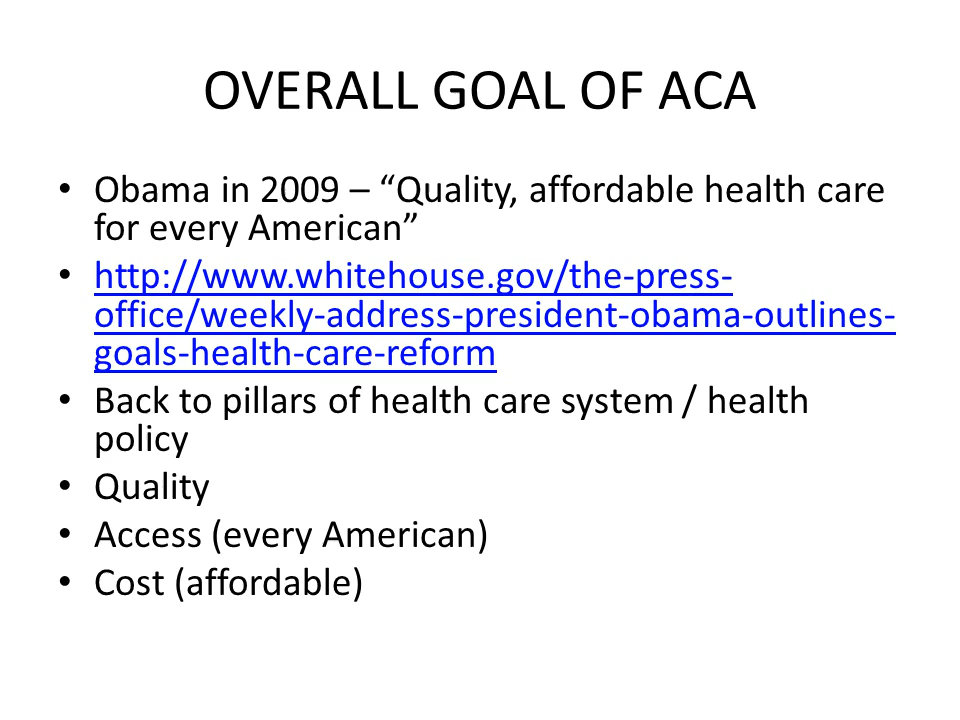 OVERALL GOAL OF ACA
• Obama in 2009 – “Quality, affordable health care
for every American”
• http://www.whitehouse.gov/the-press-
office/weekly-address-president-obama-outlines-
goals-health-care-reform
• Back to pillars of health care system / health
policy
• Quality
• Access (every American)
• Cost (affordable)